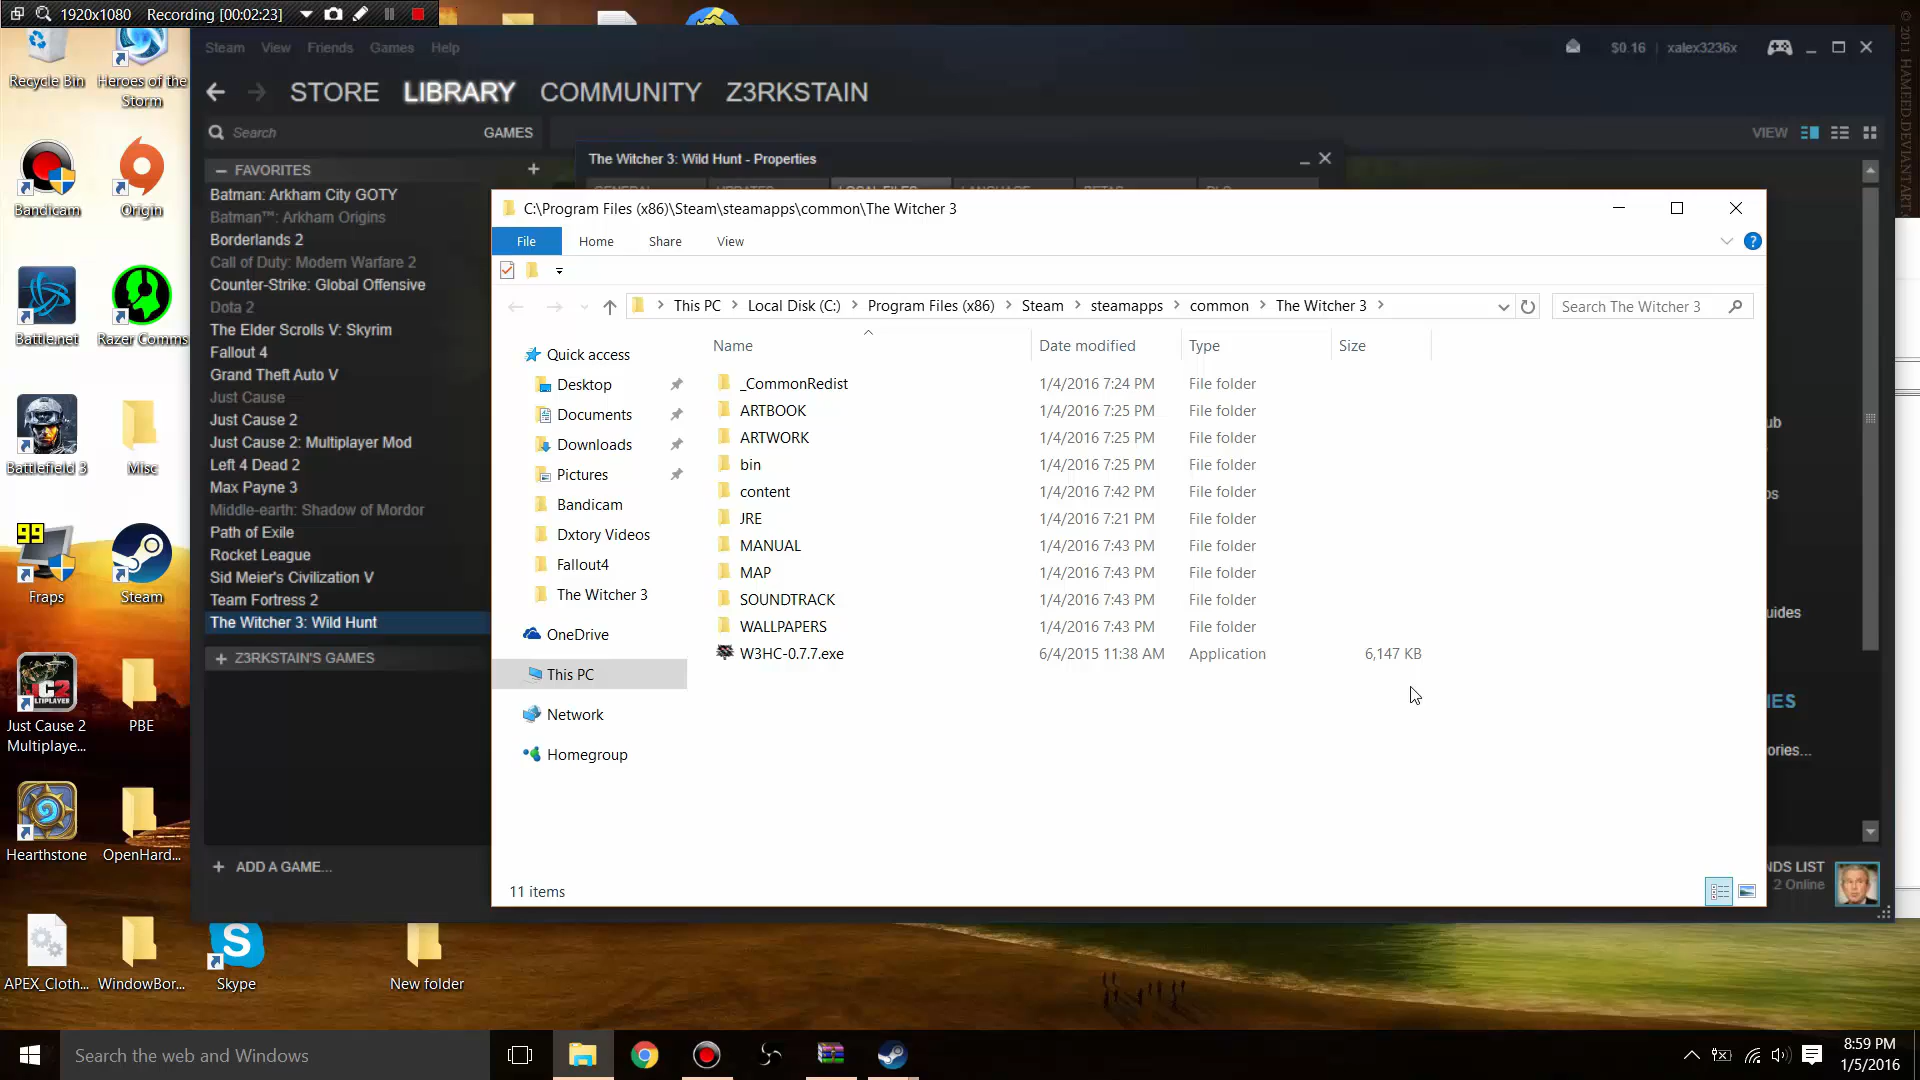 1920x1080 Recording [00:02:23]
© 2011 HAMEED.DEVIANTART.
Recycle Bin
Heroes of the
Storm
Bandicam
Origin
Battle.net
Razer Comms
Battlefield 3
Misc
99
Fraps
Steam
JC2
MULTIPLAYER
Just Cause 2
Multiplaye...
PBE
Hearthstone
OpenHard...
APEX_Cloth...
WindowBor...
Skype
New folder
Steam View Friends Games Help
$0.16 xalex3236x
STORE LIBRARY COMMUNITY Z3RKSTAIN
Search GAMES
VIEW
FAVORITES
Batman: Arkham City GOTY
Batman™: Arkham Origins
Borderlands 2
Call of Duty: Modern Warfare 2
Counter-Strike: Global Offensive
Dota 2
The Elder Scrolls V: Skyrim
Fallout 4
Grand Theft Auto V
Just Cause
Just Cause 2
Just Cause 2: Multiplayer Mod
Left 4 Dead 2
Max Payne 3
Middle-earth: Shadow of Mordor
Path of Exile
Rocket League
Sid Meier's Civilization V
Team Fortress 2
The Witcher 3: Wild Hunt
Z3RKSTAIN'S GAMES
ADD A GAME...
The Witcher 3: Wild Hunt - Properties
GENERAL UPDATES LOCAL FILES LANGUAGE BETAS DLC
C:\Program Files (x86)\Steam\steamapps\common\The Witcher 3
File Home Share View
This PC Local Disk (C:) Program Files (x86) Steam steamapps common The Witcher 3
Search The Witcher 3
Quick access
Desktop
Documents
Downloads
Pictures
Bandicam
Dxtory Videos
Fallout4
The Witcher 3
OneDrive
This PC
Network
Homegroup
Name Date modified Type Size
_CommonRedist 1/4/2016 7:24 PM File folder
ARTBOOK 1/4/2016 7:25 PM File folder
ARTWORK 1/4/2016 7:25 PM File folder
bin 1/4/2016 7:25 PM File folder
content 1/4/2016 7:42 PM File folder
JRE 1/4/2016 7:21 PM File folder
MANUAL 1/4/2016 7:43 PM File folder
MAP 1/4/2016 7:43 PM File folder
SOUNDTRACK 1/4/2016 7:43 PM File folder
WALLPAPERS 1/4/2016 7:43 PM File folder
W3HC-0.7.7.exe 6/4/2015 11:38 AM Application 6,147 KB
11 items
ub
ps
uides
IES
ories...
NDS LIST
2 Online
Search the web and Windows
8:59 PM
1/5/2016